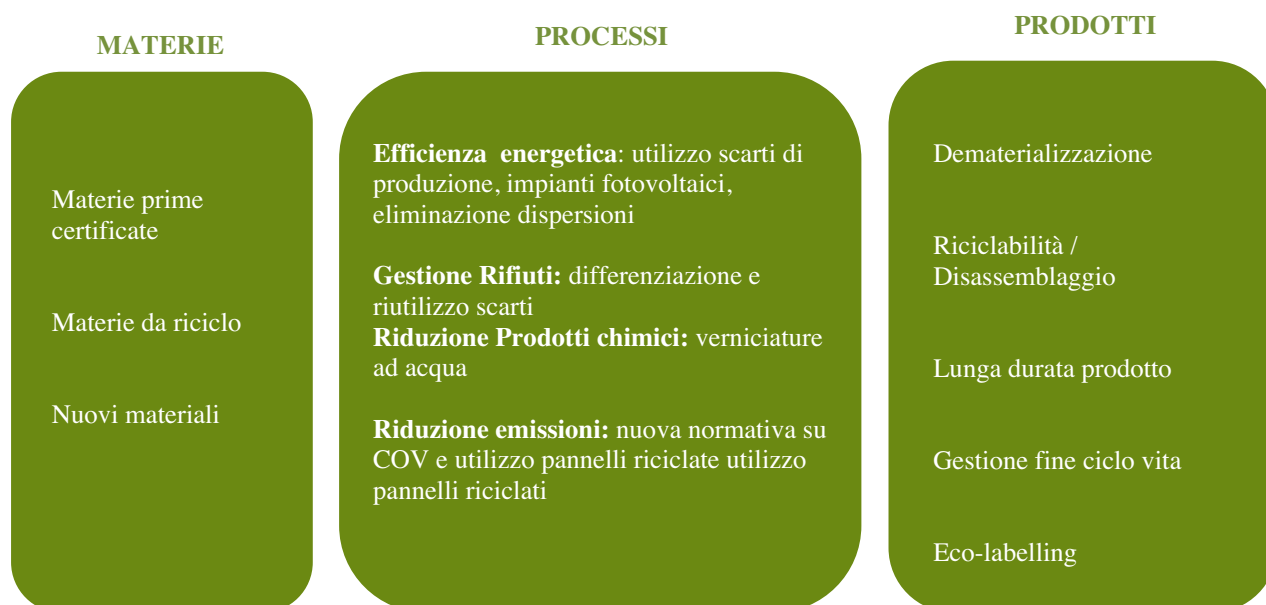 MATERIE
Materie prime
certificate
Materie da riciclo
Nuovi materiali
PROCESSI
Efficienza energetica: utilizzo scarti di
produzione, impianti fotovoltaici,
eliminazione dispersioni
Gestione Rifiuti: differenziazione e
riutilizzo scarti
Riduzione Prodotti chimici: verniciature
ad acqua
Riduzione emissioni: nuova normativa su
COV e utilizzo pannelli riciclate utilizzo
pannelli riciclati
PRODOTTI
Dematerializzazione
Riciclabilità /
Disassemblaggio
Lunga durata prodotto
Gestione fine ciclo vita
Eco-labelling